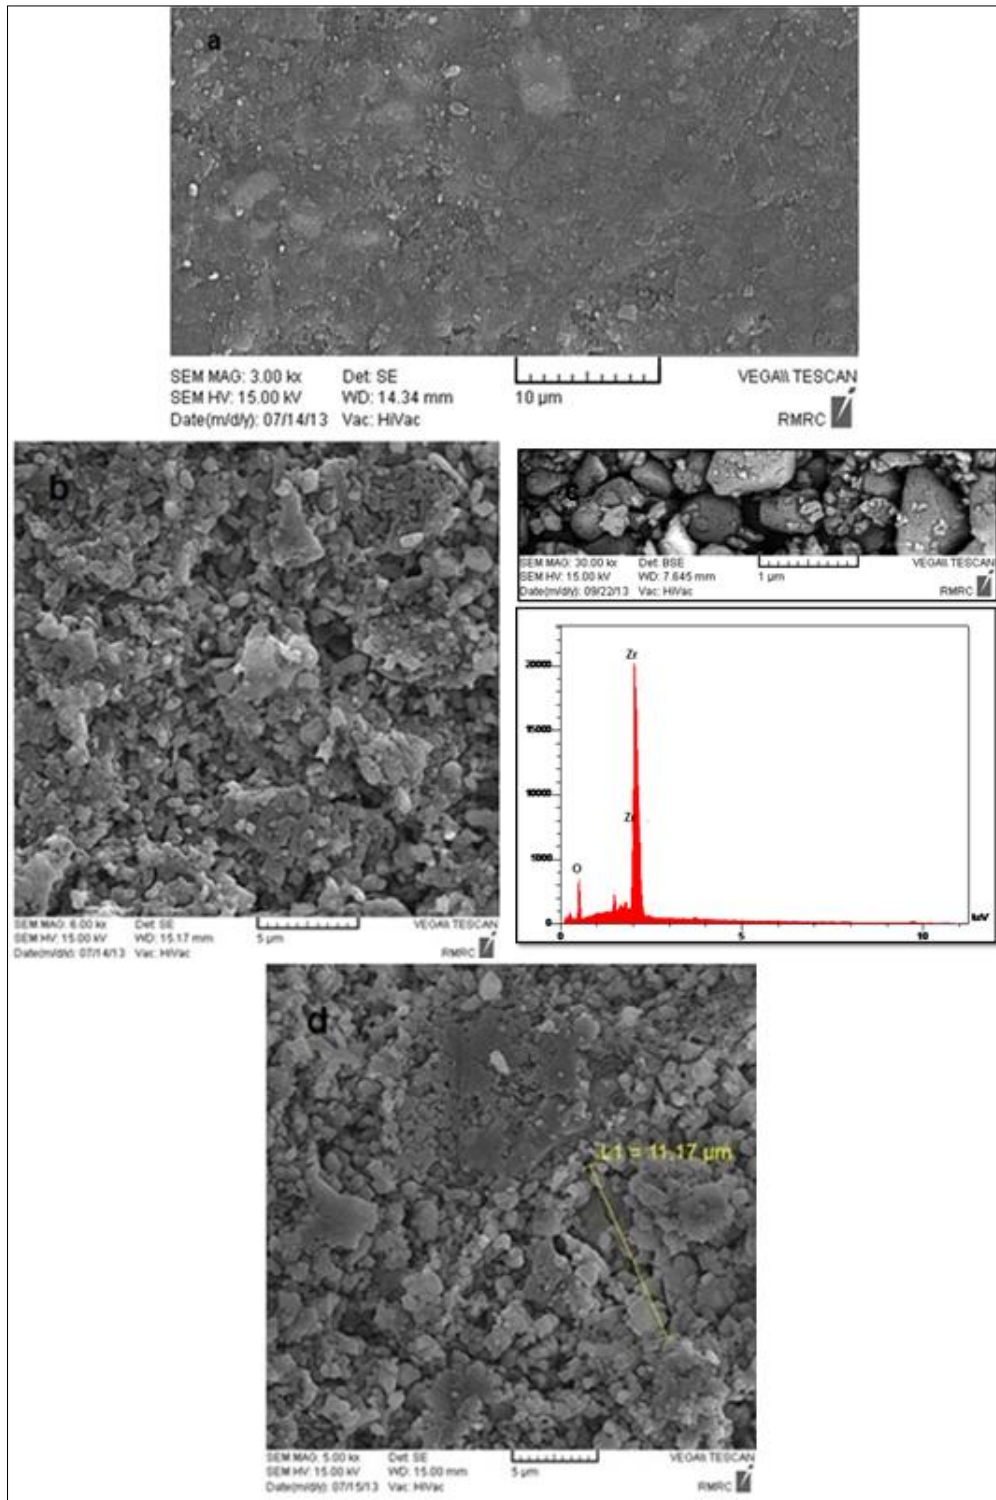 a
SEM MAG: 3.00 kx Det: SE
SEM HV: 15.00 kV WD: 14.34 mm 10 µm VEGA\\ TESCAN
Date(m/d/y): 07/14/13 Vac: HiVac RMRC
b
SEM MAG: 6.00 kx Det: SE
SEM HV: 15.00 kV WD: 15.17 mm 5 µm VEGA\\ TESCAN
Date(m/d/y): 07/14/13 Vac: HiVac RMRC
c
SEM MAG: 30.00 kx Det: BSE
SEM HV: 15.00 kV WD: 7.645 mm 1 µm VEGA\\ TESCAN
Date(m/d/y): 09/22/13 Vac: HiVac RMRC
Zr
20000
15000
10000
Zr
5000
O
0
0 5 10 keV
d
L1 = 11.17 µm
SEM MAG: 5.00 kx Det: SE
SEM HV: 15.00 kV WD: 15.00 mm 5 µm VEGA\\ TESCAN
Date(m/d/y): 07/15/13 Vac: HiVac RMRC